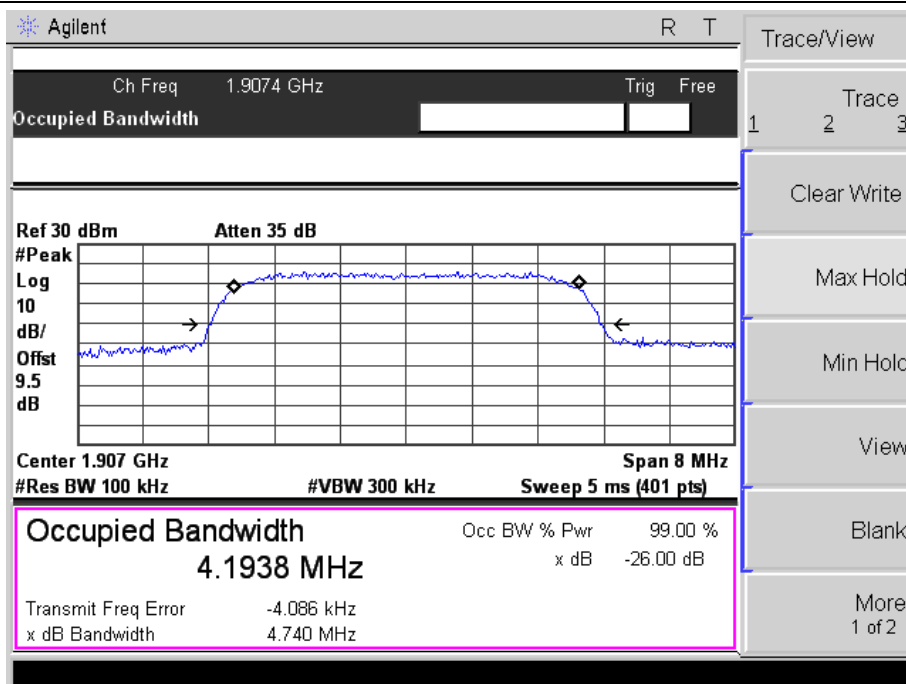 Agilent R T
Trace/View
Ch Freq 1.9074 GHz Trig Free
Occupied Bandwidth
Trace
1 2 3
Clear Write
Ref 30 dBm Atten 35 dB
#Peak
Log
10
dB/
Offst
9.5
dB
Max Hold
Min Hold
View
Center 1.907 GHz Span 8 MHz
#Res BW 100 kHz #VBW 300 kHz Sweep 5 ms (401 pts)
Occupied Bandwidth
4.1938 MHz
Occ BW % Pwr 99.00 %
x dB -26.00 dB
Transmit Freq Error -4.086 kHz
x dB Bandwidth 4.740 MHz
Blank
More
1 of 2